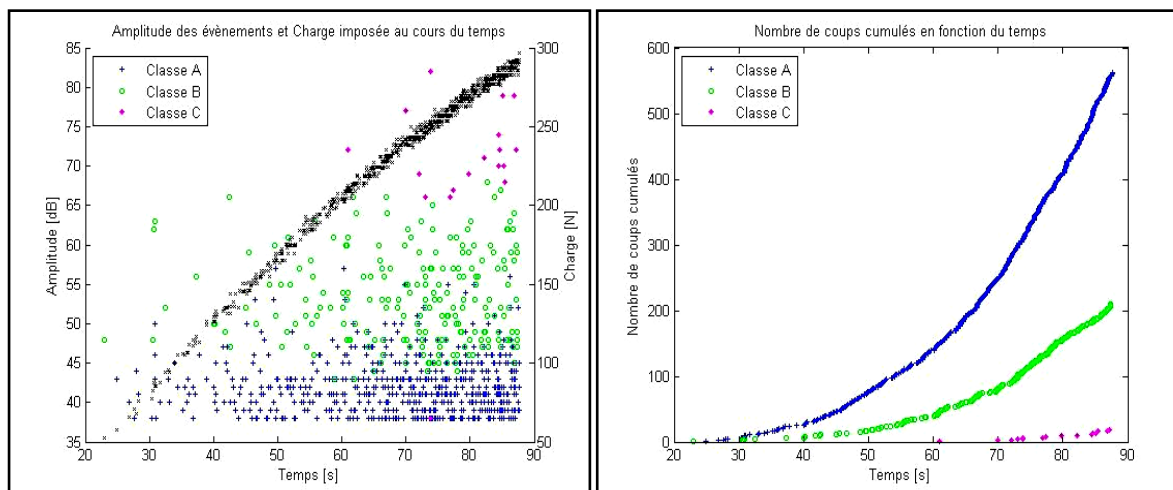 Amplitude des évènements et Charge imposée au cours du temps
85
80
75
70
65
60
55
50
45
40
35
Amplitude [dB]
Classe A
Classe B
Classe C
300
250
200
150
100
50
Charge [N]
20 30 40 50 60 70 80 90
Temps [s]
Nombre de coups cumulés en fonction du temps
600
500
400
300
200
100
0
Nombre de coups cumulés
Classe A
Classe B
Classe C
20 30 40 50 60 70 80 90
Temps [s]